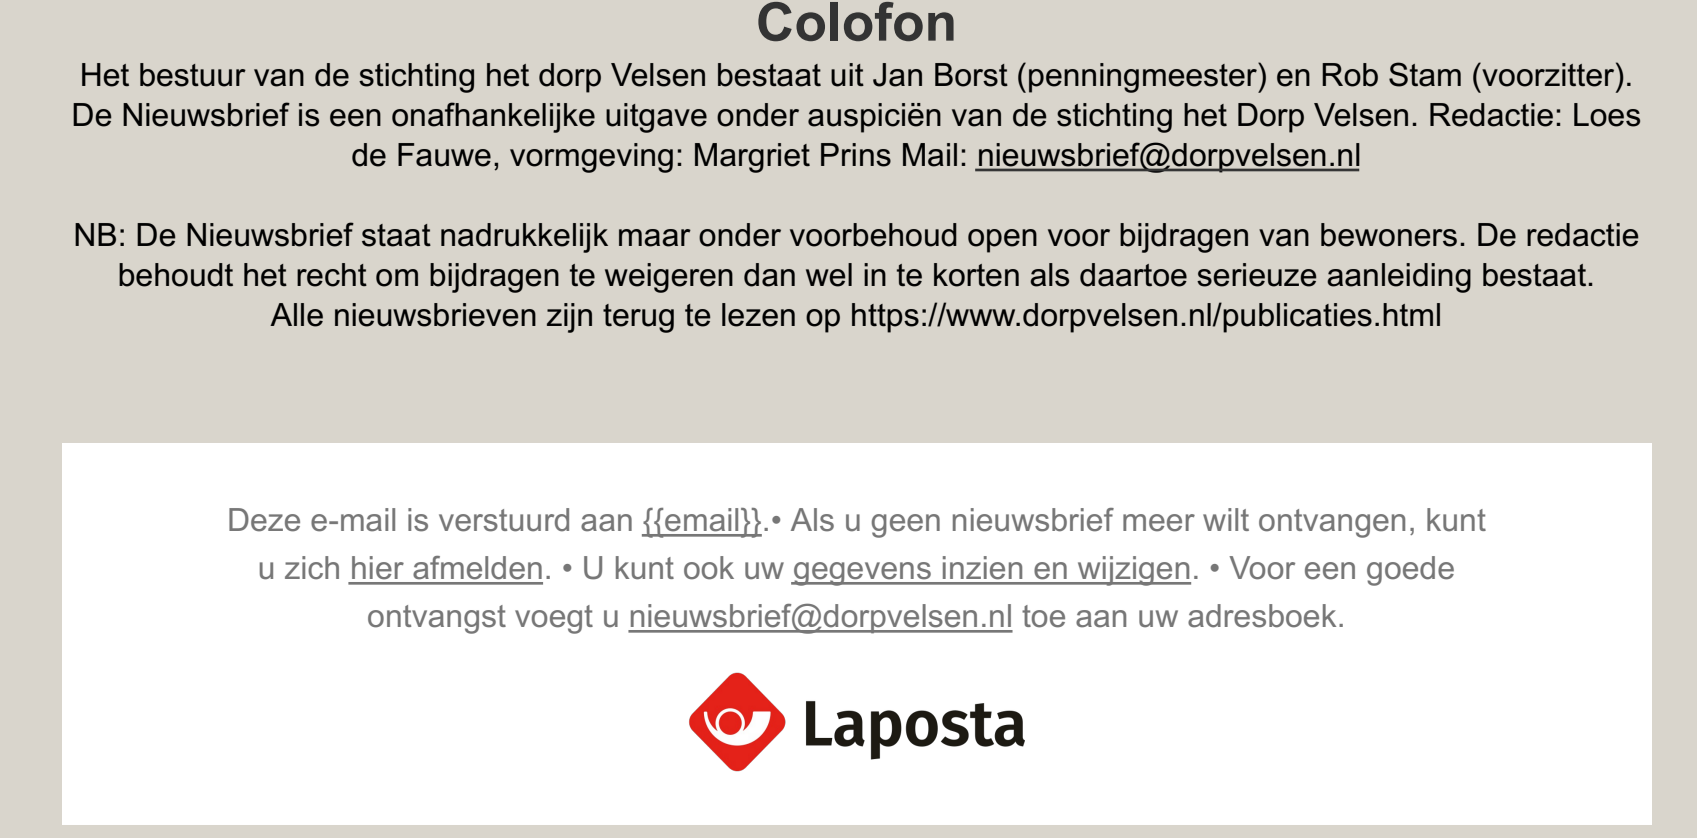 Colofon
Het bestuur van de stichting het dorp Velsen bestaat uit Jan Borst (penningmeester) en Rob Stam (voorzitter).
De Nieuwsbrief is een onafhankelijke uitgave onder auspiciën van de stichting het Dorp Velsen. Redactie: Loes
de Fauwe, vormgeving: Margriet Prins Mail: nieuwsbrief@dorpvelsen.nl
NB: De Nieuwsbrief staat nadrukkelijk maar onder voorbehoud open voor bijdragen van bewoners. De redactie
behoudt het recht om bijdragen te weigeren dan wel in te korten als daartoe serieuze aanleiding bestaat.
Alle nieuwsbrieven zijn terug te lezen op https://www.dorpvelsen.nl/publicaties.html
Deze e-mail is verstuurd aan {{email}}.• Als u geen nieuwsbrief meer wilt ontvangen, kunt
u zich hier afmelden. • U kunt ook uw gegevens inzien en wijzigen. • Voor een goede
ontvangst voegt u nieuwsbrief@dorpvelsen.nl toe aan uw adresboek.
Laposta